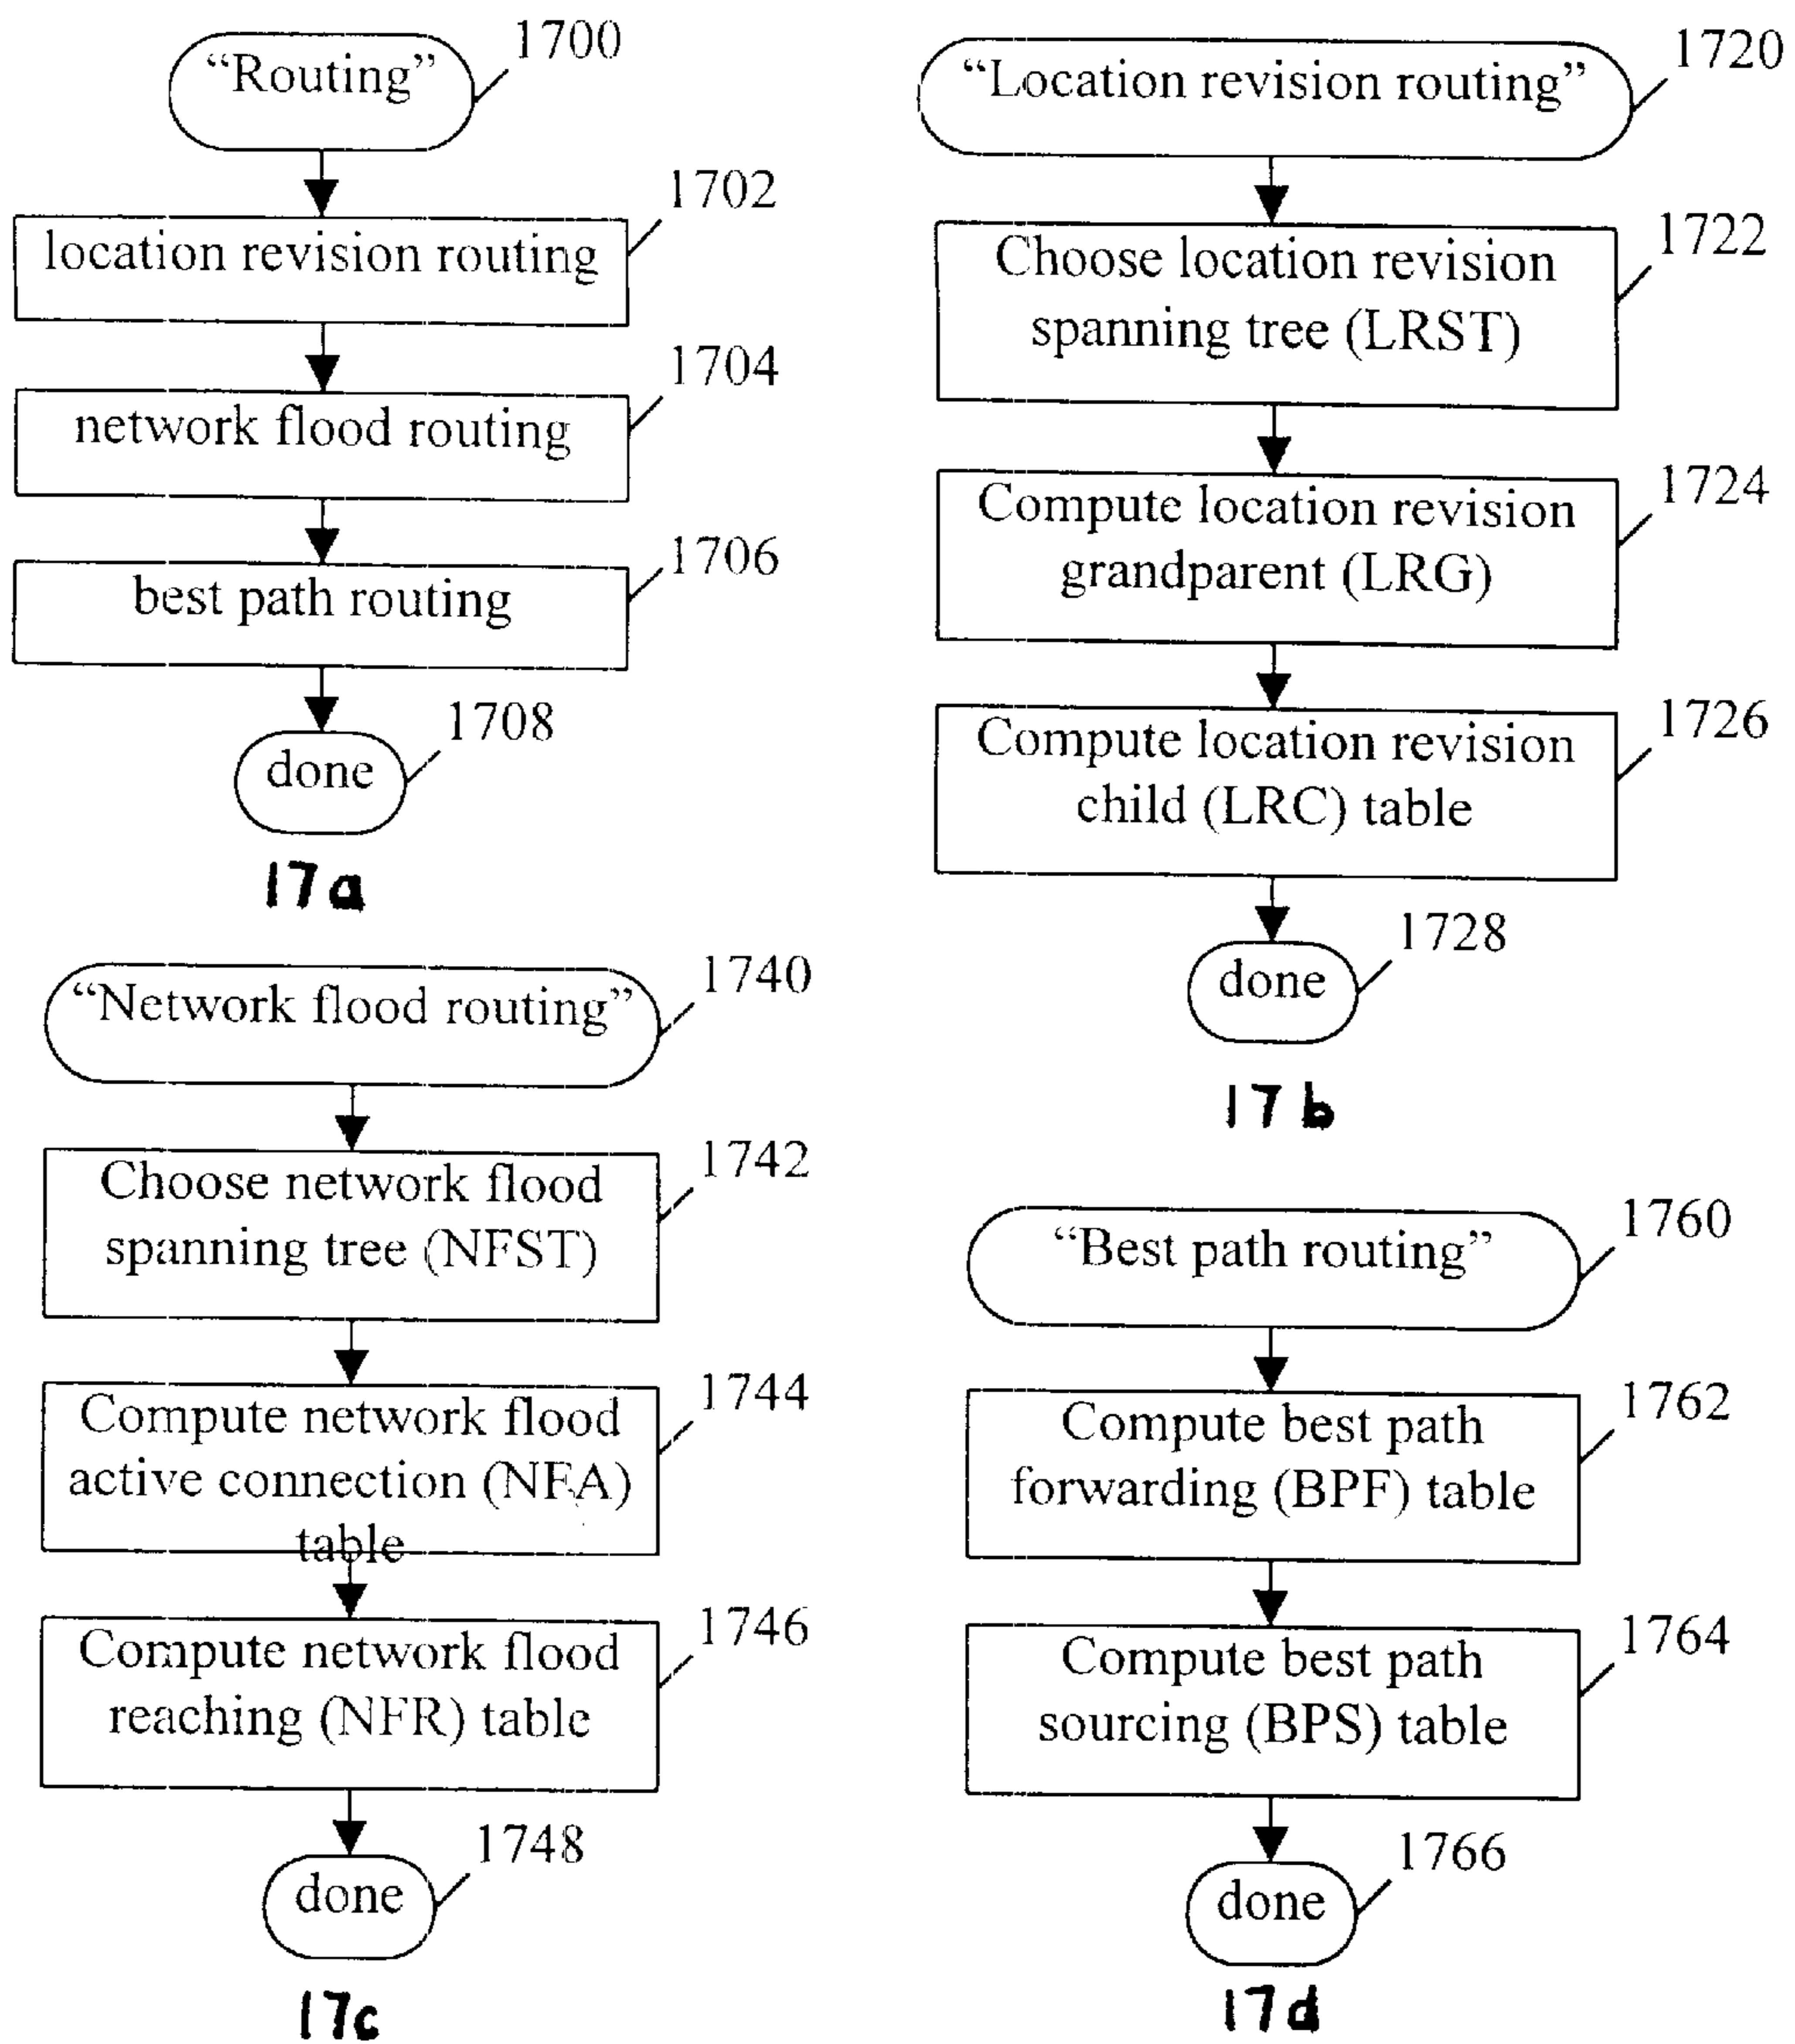 1700
“Routing”
1702
location revision routing
1704
network flood routing
1706
best path routing
1708
done
17a
1720
“Location revision routing”
1722
Choose location revision
spanning tree (LRST)
1724
Compute location revision
grandparent (LRG)
1726
Compute location revision
child (LRC) table
1728
done
17b
1740
“Network flood routing”
1742
Choose network flood
spanning tree (NFST)
1744
Compute network flood
active connection (NFA)
table
1746
Compute network flood
reaching (NFR) table
1748
done
17c
1760
“Best path routing”
1762
Compute best path
forwarding (BPF) table
1764
Compute best path
sourcing (BPS) table
1766
done
17d